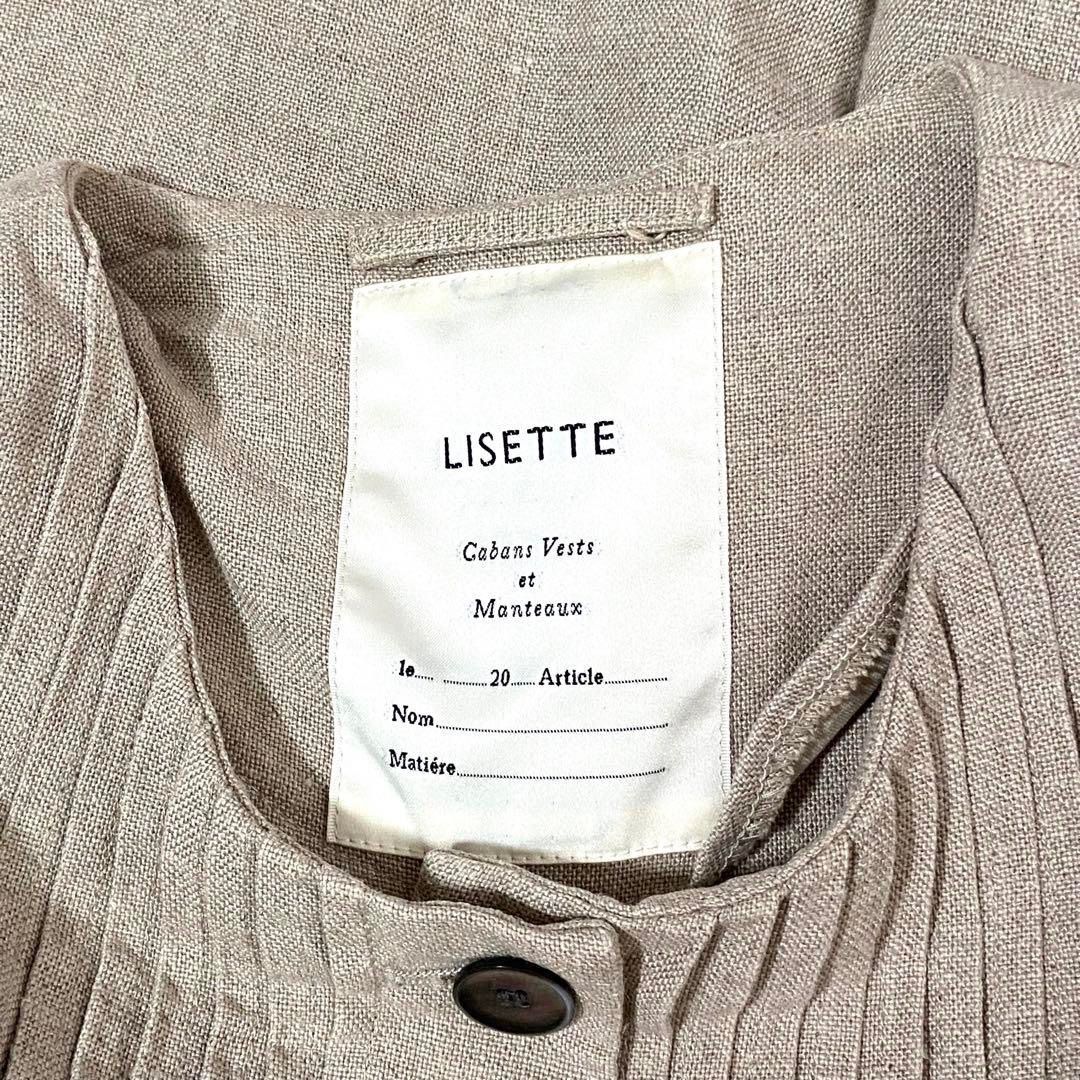 LISETTE
Cabans Vests
et
Manteaux
le..... ............20...... Article.................
Nom................................................................
Matiére..........................................................